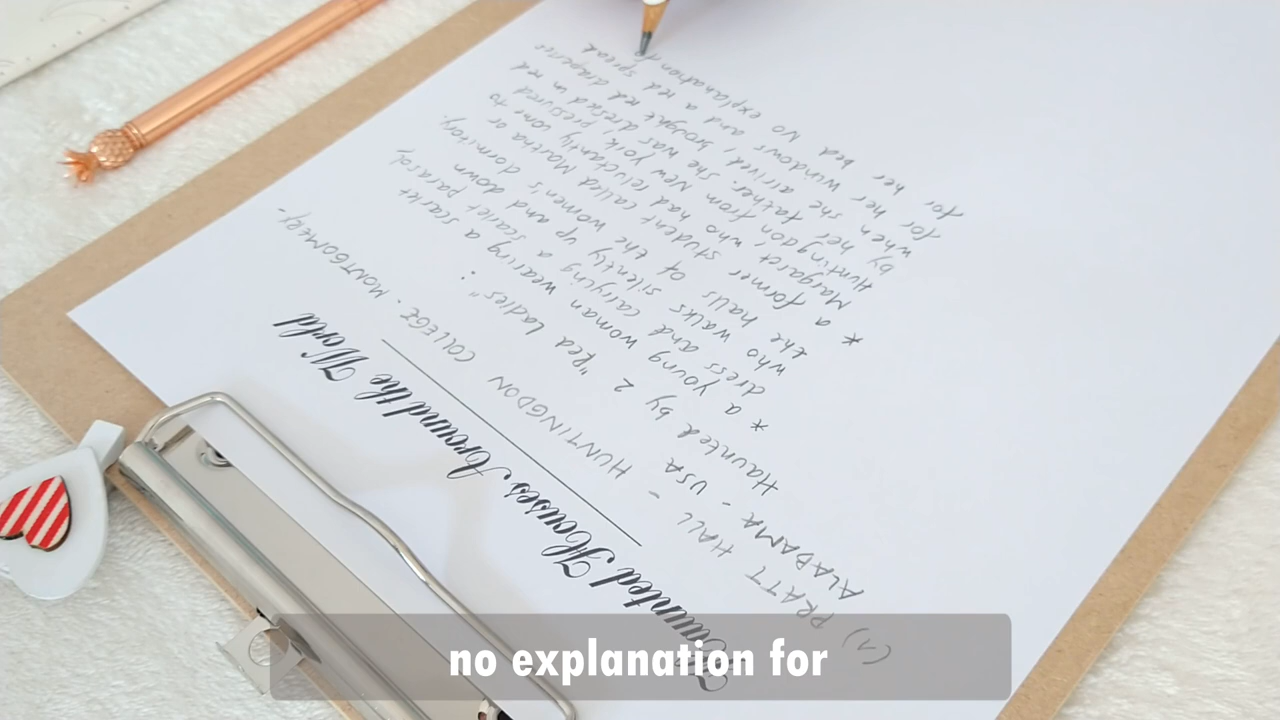 Haunted Houses Around the World
(1) PRATT HALL - HUNTINGDON COLLEGE, MONTGOMERY-
ALABAMA - USA
Haunted by 2 "Red Ladies":
* a young woman wearing a scarlet
dress and carrying a scarlet parasol,
who walks silently up and down
the halls of the women's dormitory.
* a former student called Martha or
Margaret, who had reluctantly come to
Huntingdon, from New York, pressured
by her father. She was dressed in red
when she arrived, brought red draperies
for her windows, and a red spread
for her bed. No explanation
no explanation for